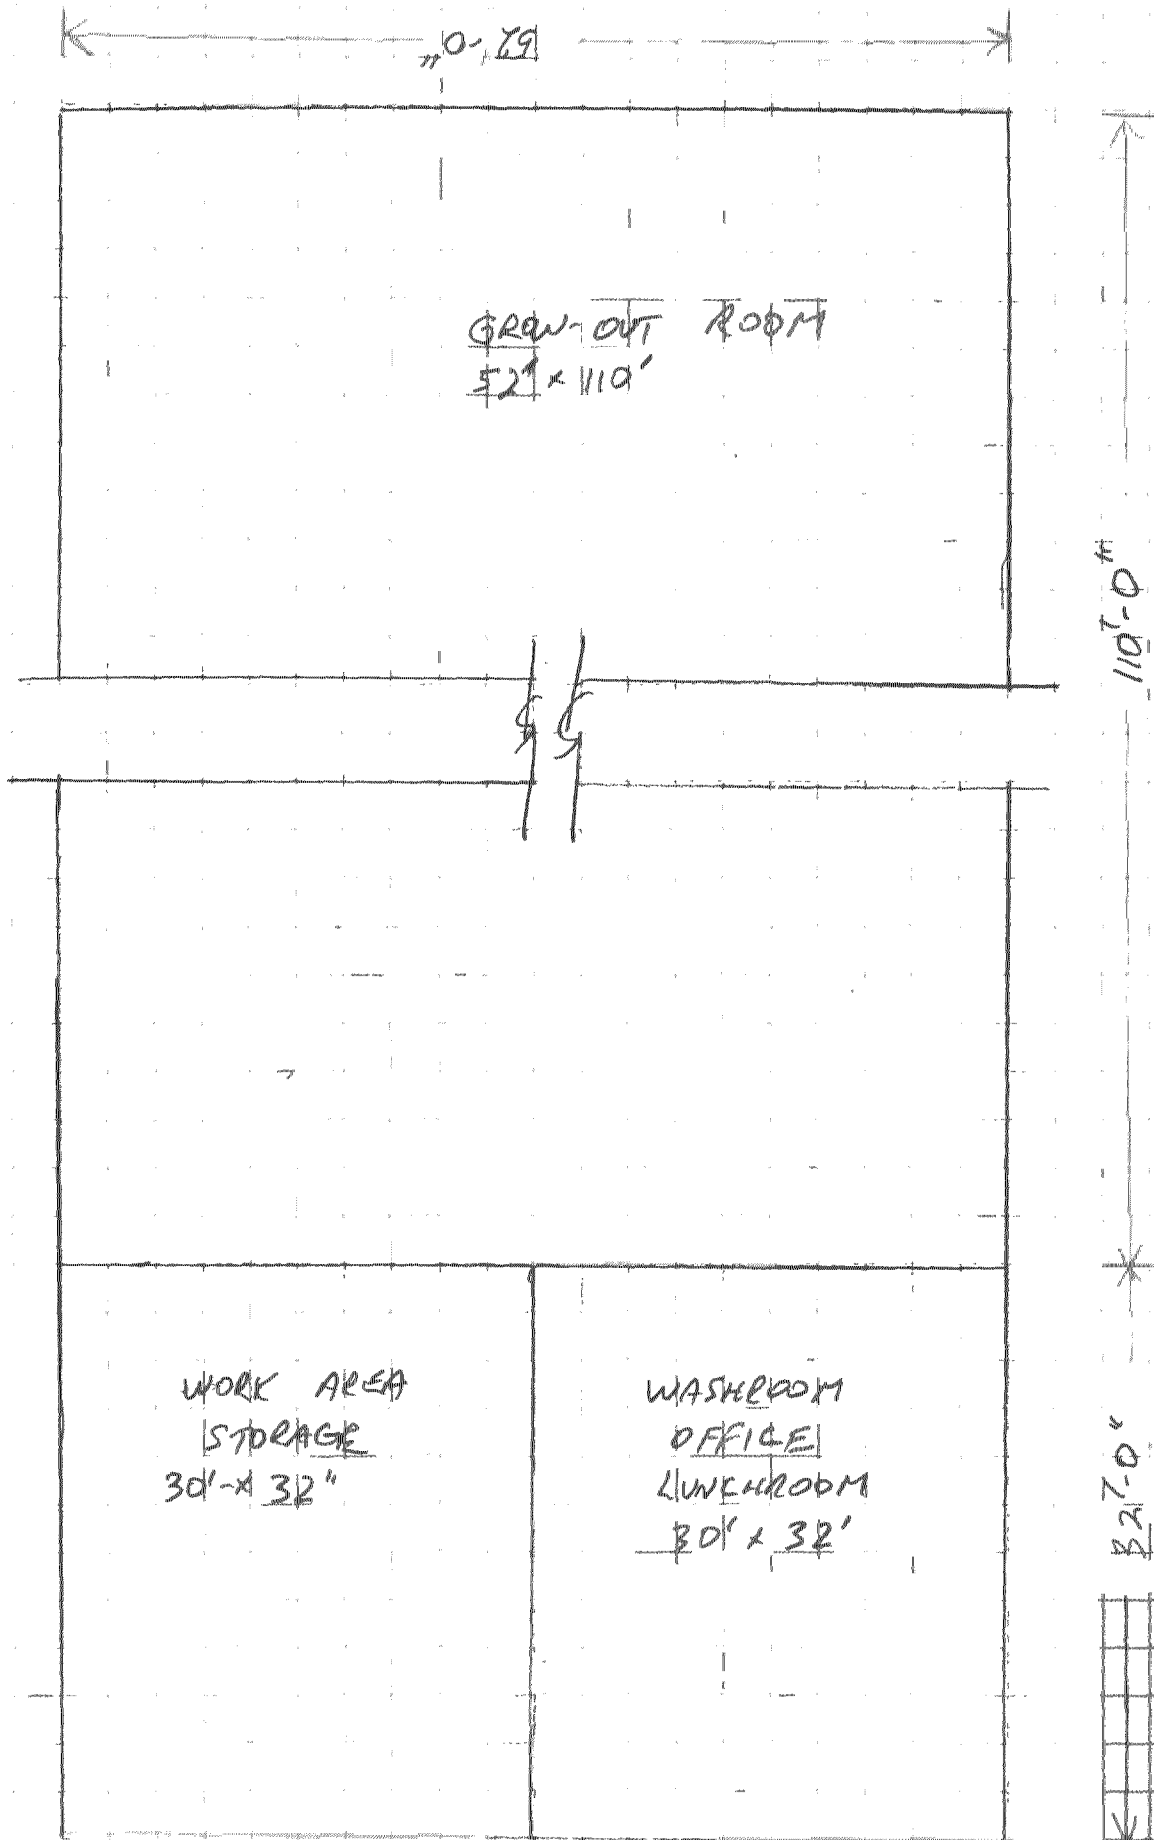 52'-0"
GROW-OUT ROOM
52' x 110'
110'-0"
WORK AREA
STORAGE
30'-x 32"
WASHROOM
OFFICE
LUNCHROOM
30' x 32'
32'-0"